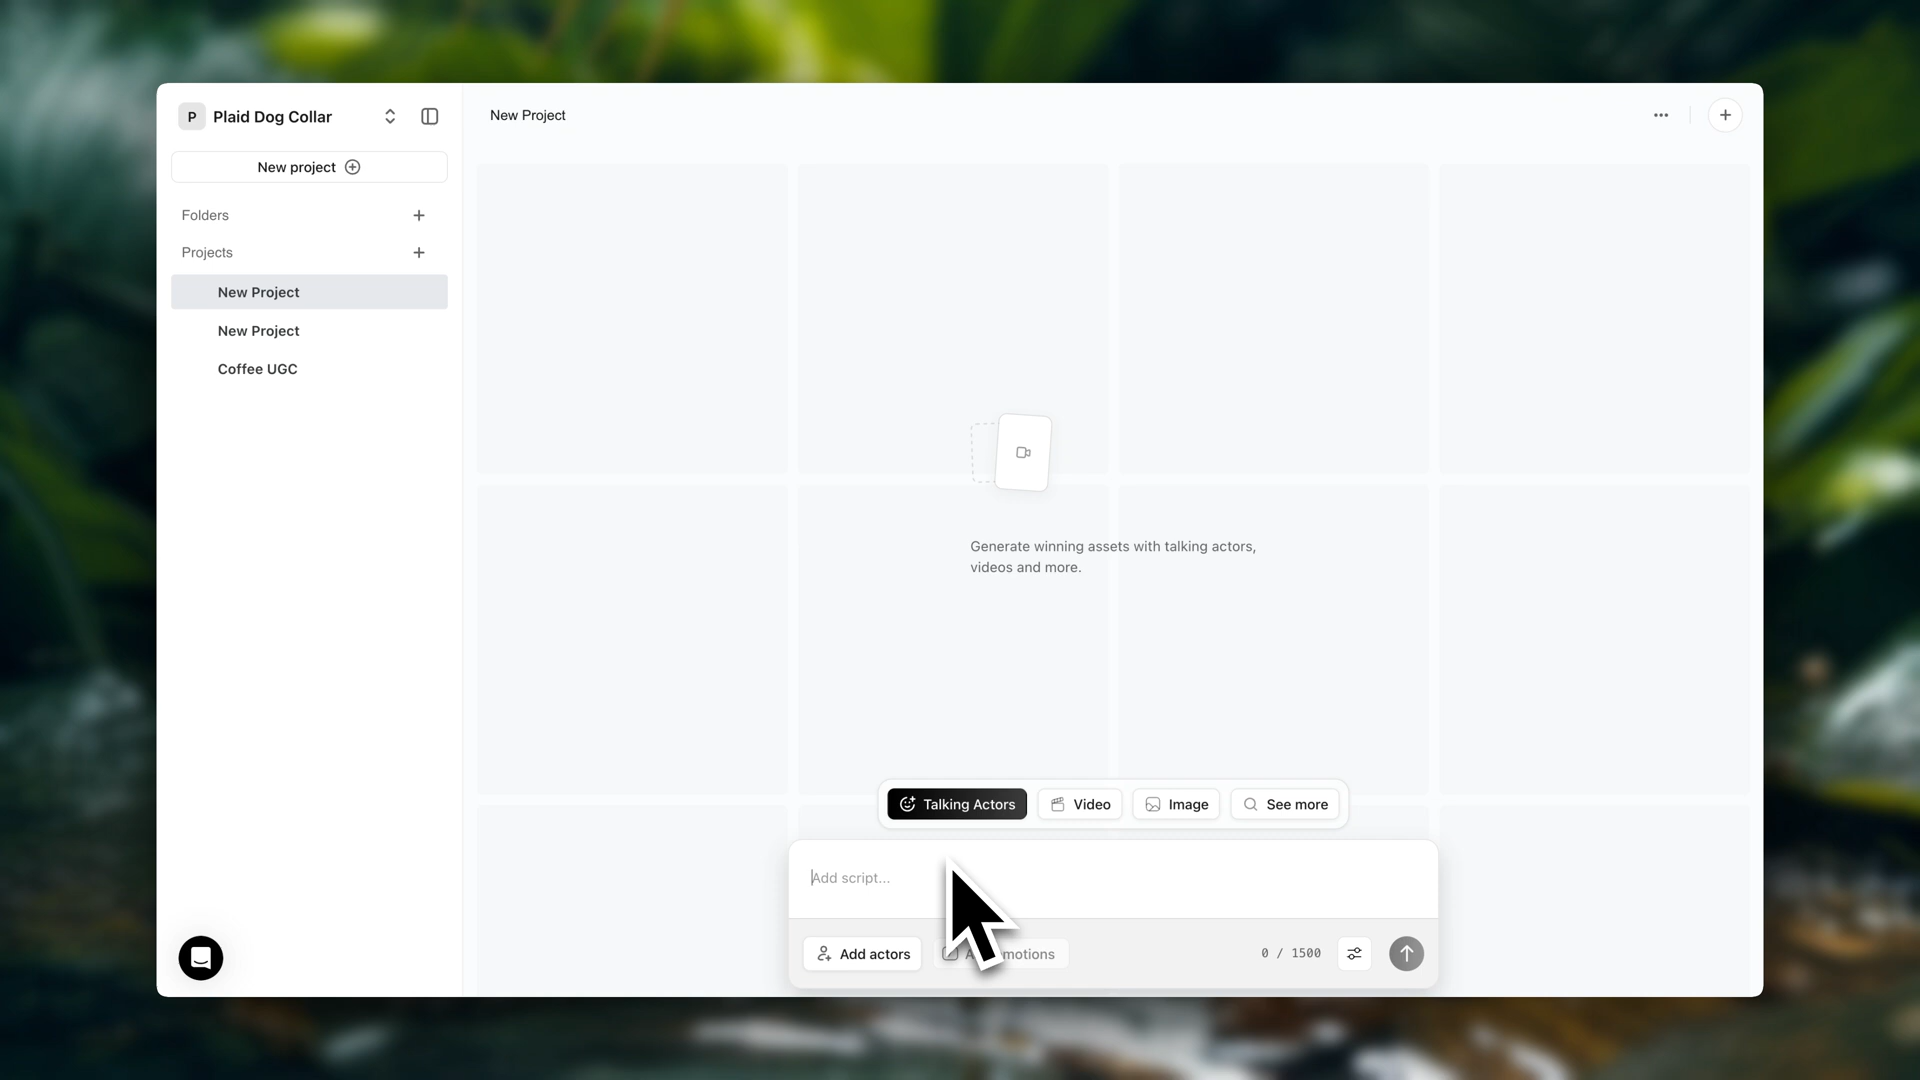 P Plaid Dog Collar
New project
Folders
Projects
New Project
New Project
Coffee UGC
New Project
Generate winning assets with talking actors,
videos and more.
Talking Actors
Video
Image
See more
Add script...
Add actors
0 / 1500